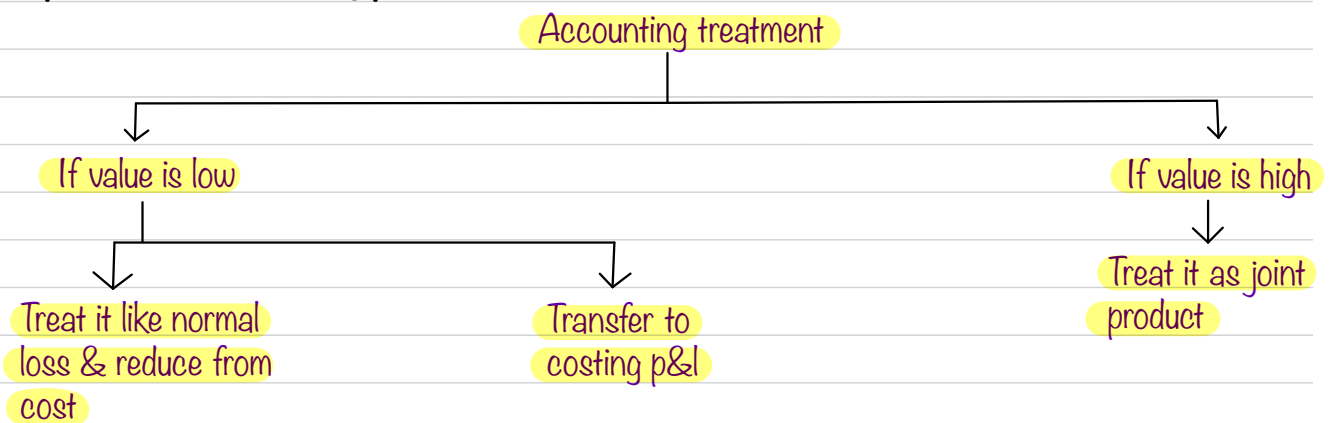 Accounting treatment
If value is low
If value is high
Treat it as joint
product
Treat it like normal
loss & reduce from
cost
Transfer to
costing p&l